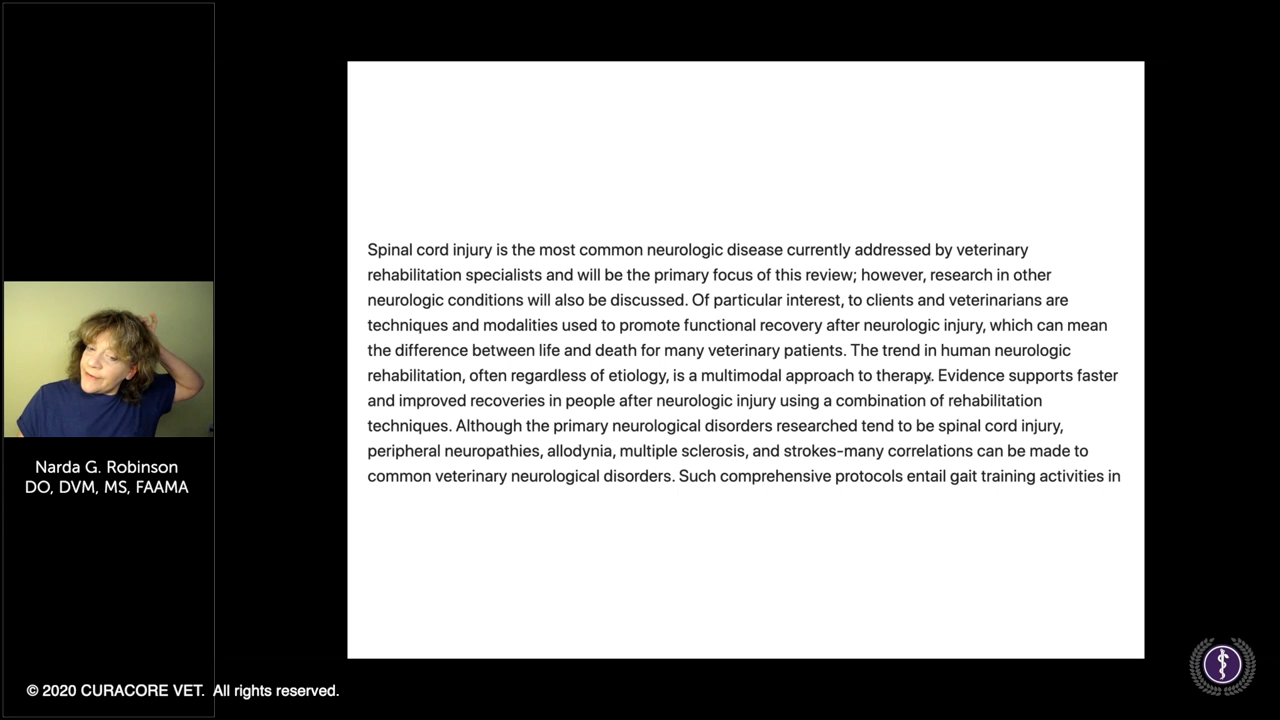 Spinal cord injury is the most common neurologic disease currently addressed by veterinary
rehabilitation specialists and will be the primary focus of this review; however, research in other
neurologic conditions will also be discussed. Of particular interest, to clients and veterinarians are
techniques and modalities used to promote functional recovery after neurologic injury, which can mean
the difference between life and death for many veterinary patients. The trend in human neurologic
rehabilitation, often regardless of etiology, is a multimodal approach to therapy. Evidence supports faster
and improved recoveries in people after neurologic injury using a combination of rehabilitation
techniques. Although the primary neurological disorders researched tend to be spinal cord injury,
peripheral neuropathies, allodynia, multiple sclerosis, and strokes-many correlations can be made to
common veterinary neurological disorders. Such comprehensive protocols entail gait training activities in
Narda G. Robinson
DO, DVM, MS, FAAMA
© 2020 CURACORE VET. All rights reserved.